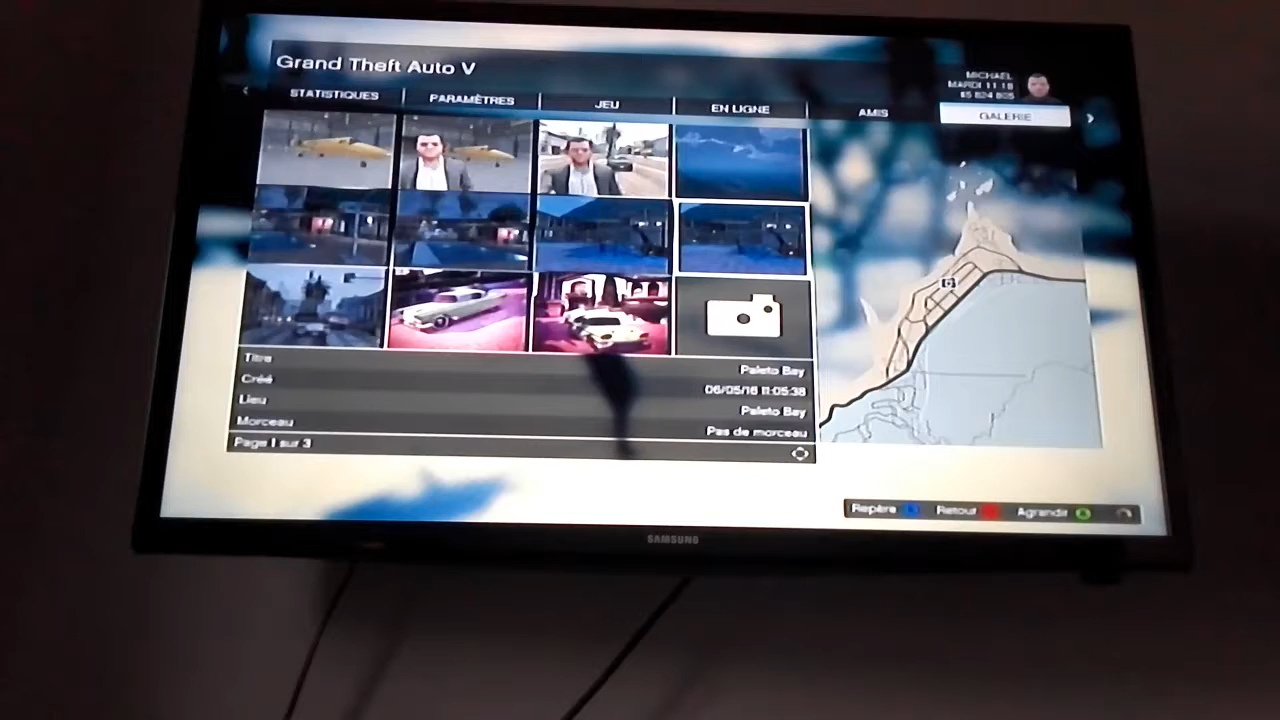 Grand Theft Auto V
MICHAEL
MARDI 11:18
STATISTIQUES
PARAMÈTRES
JEU
EN LIGNE
AMIS
GALERIE
Titre
Paleto Bay
Créé
06/05/16 11:05:38
Lieu
Paleto Bay
Morceau
Pas de morceau
Page 1 sur 3
Repère
Retour
Agrandir
SAMSUNG